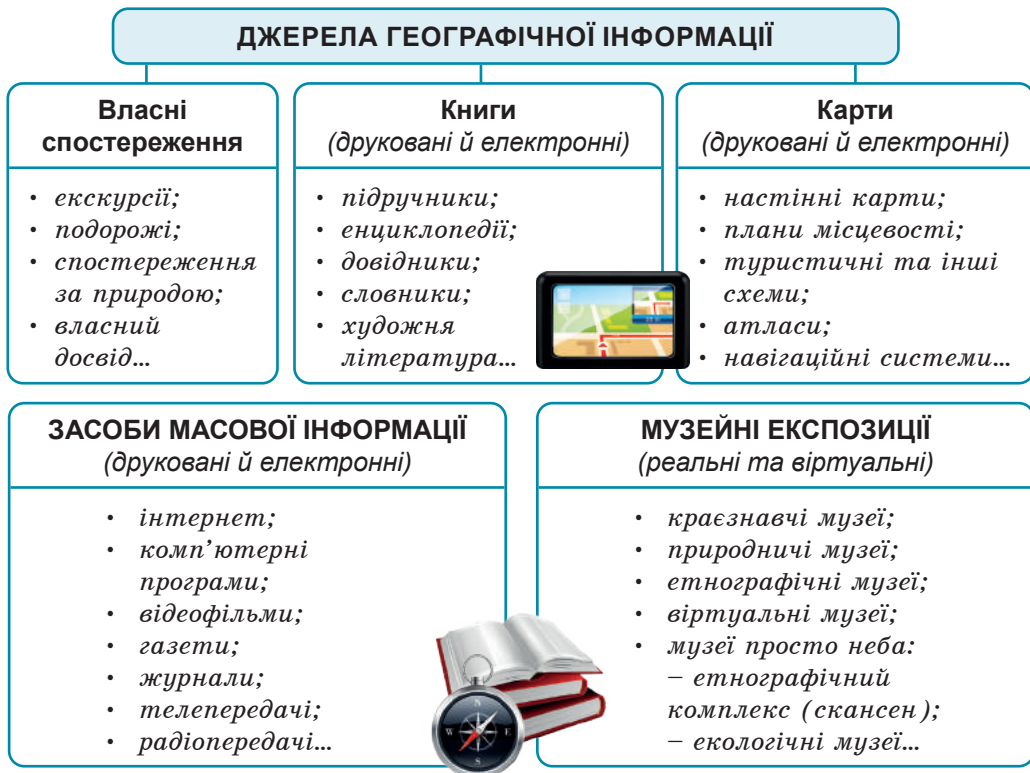 ДЖЕРЕЛА ГЕОГРАФІЧНОЇ ІНФОРМАЦІЇ
Власні
спостереження
• екскурсії;
• подорожі;
• спостереження
за природою;
• власний
досвід...
Книги
(друковані й електронні)
• підручники;
• енциклопедії;
• довідники;
• словники;
• художня
література...
Карти
(друковані й електронні)
• настінні карти;
• плани місцевості;
• туристичні та інші
схеми;
• атласи;
• навігаційні системи...
ЗАСОБИ МАСОВОЇ ІНФОРМАЦІЇ
(друковані й електронні)
• інтернет;
• комп’ютерні
програми;
• відеофільми;
• газети;
• журнали;
• телепередачі;
• радіопередачі...
МУЗЕЙНІ ЕКСПОЗИЦІЇ
(реальні та віртуальні)
• краєзнавчі музеї;
• природничі музеї;
• етнографічні музеї;
• віртуальні музеї;
• музеї просто неба:
– етнографічний
комплекс (скансен);
– екологічні музеї...
N
W E
S